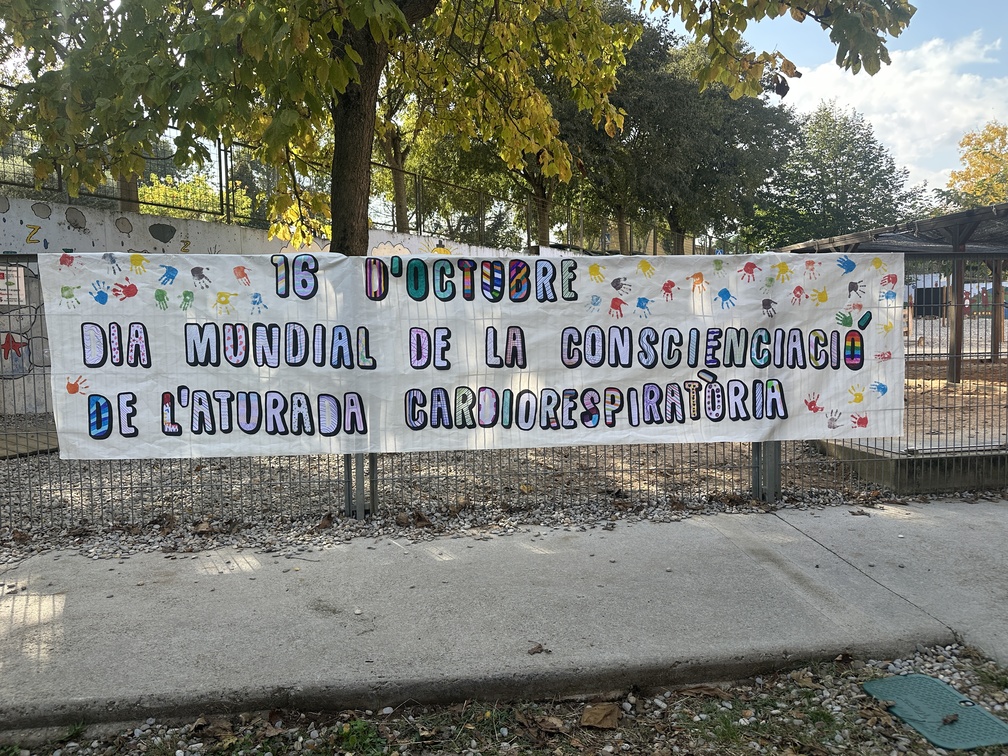 16 D'OCTUBRE
DIA MUNDIAL DE LA CONSCIENCIACIÓ
DE L'ATURADA CARDIORESPIRATÒRIA
Z
Z